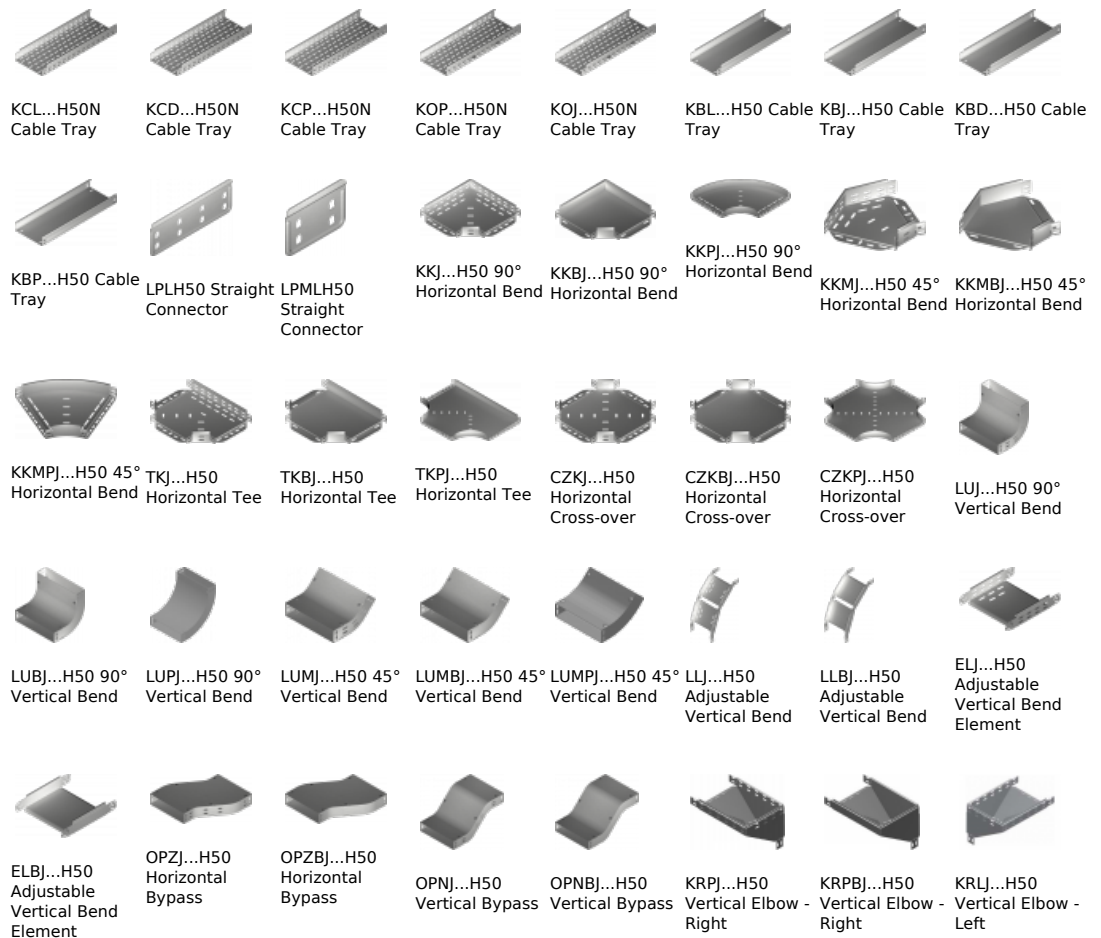 KCL...H50N
Cable Tray
KCD...H50N
Cable Tray
KCP...H50N
Cable Tray
KOP...H50N
Cable Tray
KOJ...H50N
Cable Tray
KBL...H50 Cable
Tray
KBJ...H50 Cable
Tray
KBD...H50 Cable
Tray
KBP...H50 Cable
Tray
LPLH50 Straight
Connector
LPMLH50
Straight
Connector
KKJ...H50 90°
Horizontal Bend
KKBJ...H50 90°
Horizontal Bend
KKPJ...H50 90°
Horizontal Bend
KKMJ...H50 45°
Horizontal Bend
KKMBJ...H50 45°
Horizontal Bend
KKMPJ...H50 45°
Horizontal Bend
TKJ...H50
Horizontal Tee
TKBJ...H50
Horizontal Tee
TKPJ...H50
Horizontal Tee
CZKJ...H50
Horizontal
Cross-over
CZKBJ...H50
Horizontal
Cross-over
CZKPJ...H50
Horizontal
Cross-over
LUJ...H50 90°
Vertical Bend
LUBJ...H50 90°
Vertical Bend
LUPJ...H50 90°
Vertical Bend
LUMJ...H50 45°
Vertical Bend
LUMBJ...H50 45°
Vertical Bend
LUMPJ...H50 45°
Vertical Bend
LLJ...H50
Adjustable
Vertical Bend
LLBJ...H50
Adjustable
Vertical Bend
ELJ...H50
Adjustable
Vertical Bend
Element
ELBJ...H50
Adjustable
Vertical Bend
Element
OPZJ...H50
Horizontal
Bypass
OPZBJ...H50
Horizontal
Bypass
OPNJ...H50
Vertical Bypass
OPNBJ...H50
Vertical Bypass
KRPJ...H50
Vertical Elbow -
Right
KRPBJ...H50
Vertical Elbow -
Right
KRLJ...H50
Vertical Elbow -
Left